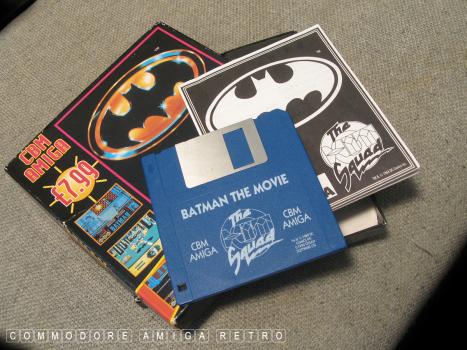 CBM
AMIGA
£7.99
The
Hit
Squad
BATMAN THE MOVIE
CBM
AMIGA
The
Hit
Squad
CBM
AMIGA
COMMODORE AMIGA RETRO